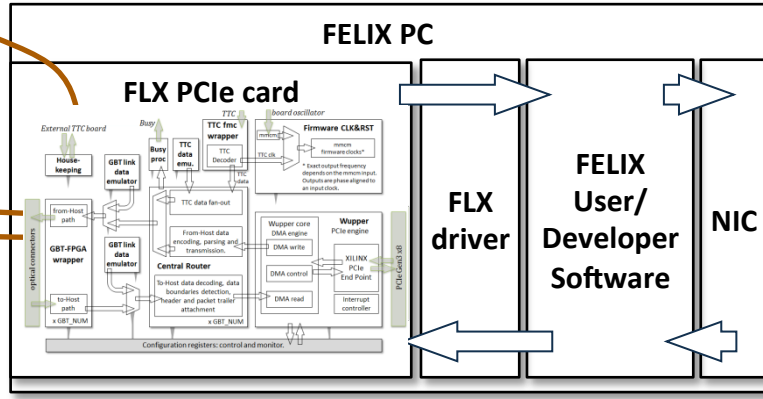 FELIX PC
FLX PCIe card
External TTC board
Busy
TTC
board oscillator
House-
keeping
GBT link
data
emulator
Busy
proc
TTC
data
emu.
TTC fmc
wrapper
TTC
Decoder
TTC clk
TTC
data
Firmware CLK&RST
mmcm
mmcm
firmware clocks*
* Exact output frequency
depends on the mmcm input.
Outputs are phase aligned to
an input clock.
optical connectors
from-Host
path
GBT-FPGA
wrapper
to-Host
path
x GBT_NUM
GBT link
data
emulator
TTC data fan-out
From-Host data
encoding, parsing and
transmission.
Central Router
To-Host data decoding, data
boundaries detection,
header and packet trailer
attachment
x GBT_NUM
Wupper core
DMA engine
DMA write
DMA control
DMA read
Wupper
PCIe engine
XILINX
PCIe
End Point
Interrupt
controller
PCIe Gen3 x8
Configuration registers: control and monitor.
FLX
driver
FELIX
User/
Developer
Software
NIC